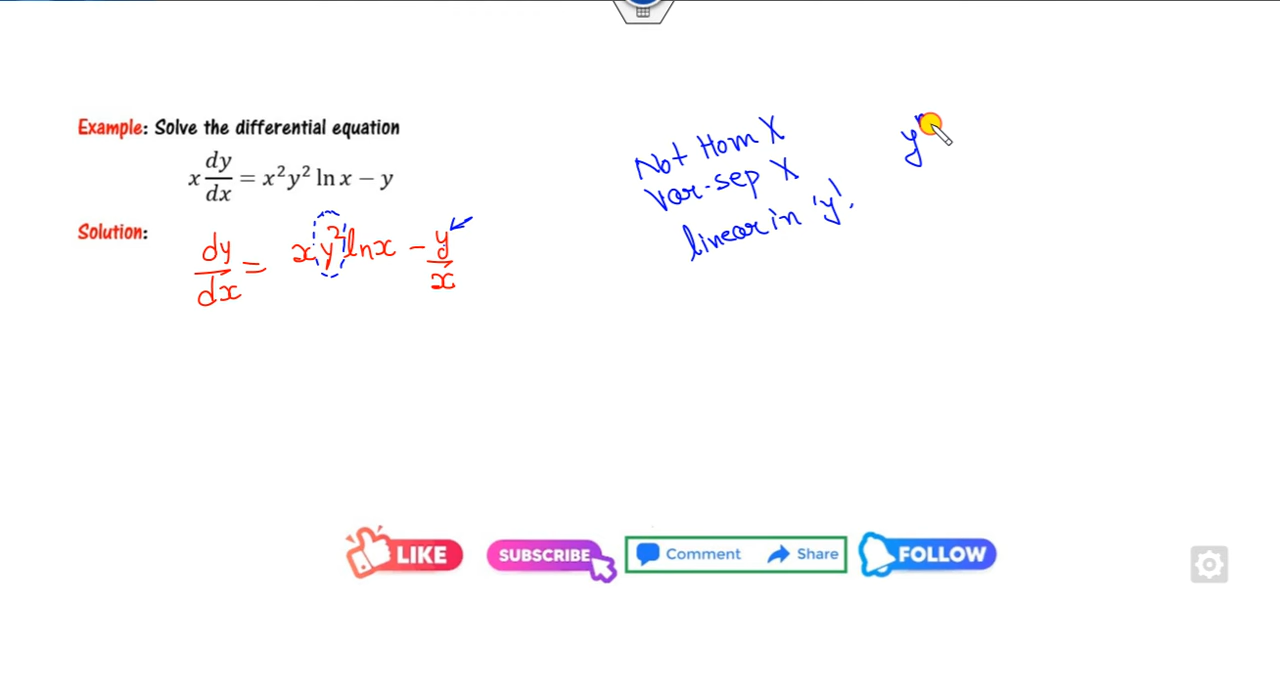 Example: Solve the differential equation
x dy/dx = x²y² ln x − y
Solution:
dy/dx = xy² lnx − y/x
Not Hom X
Var-sep X
linear in 'y'.
y
LIKE
SUBSCRIBE
Comment
Share
FOLLOW